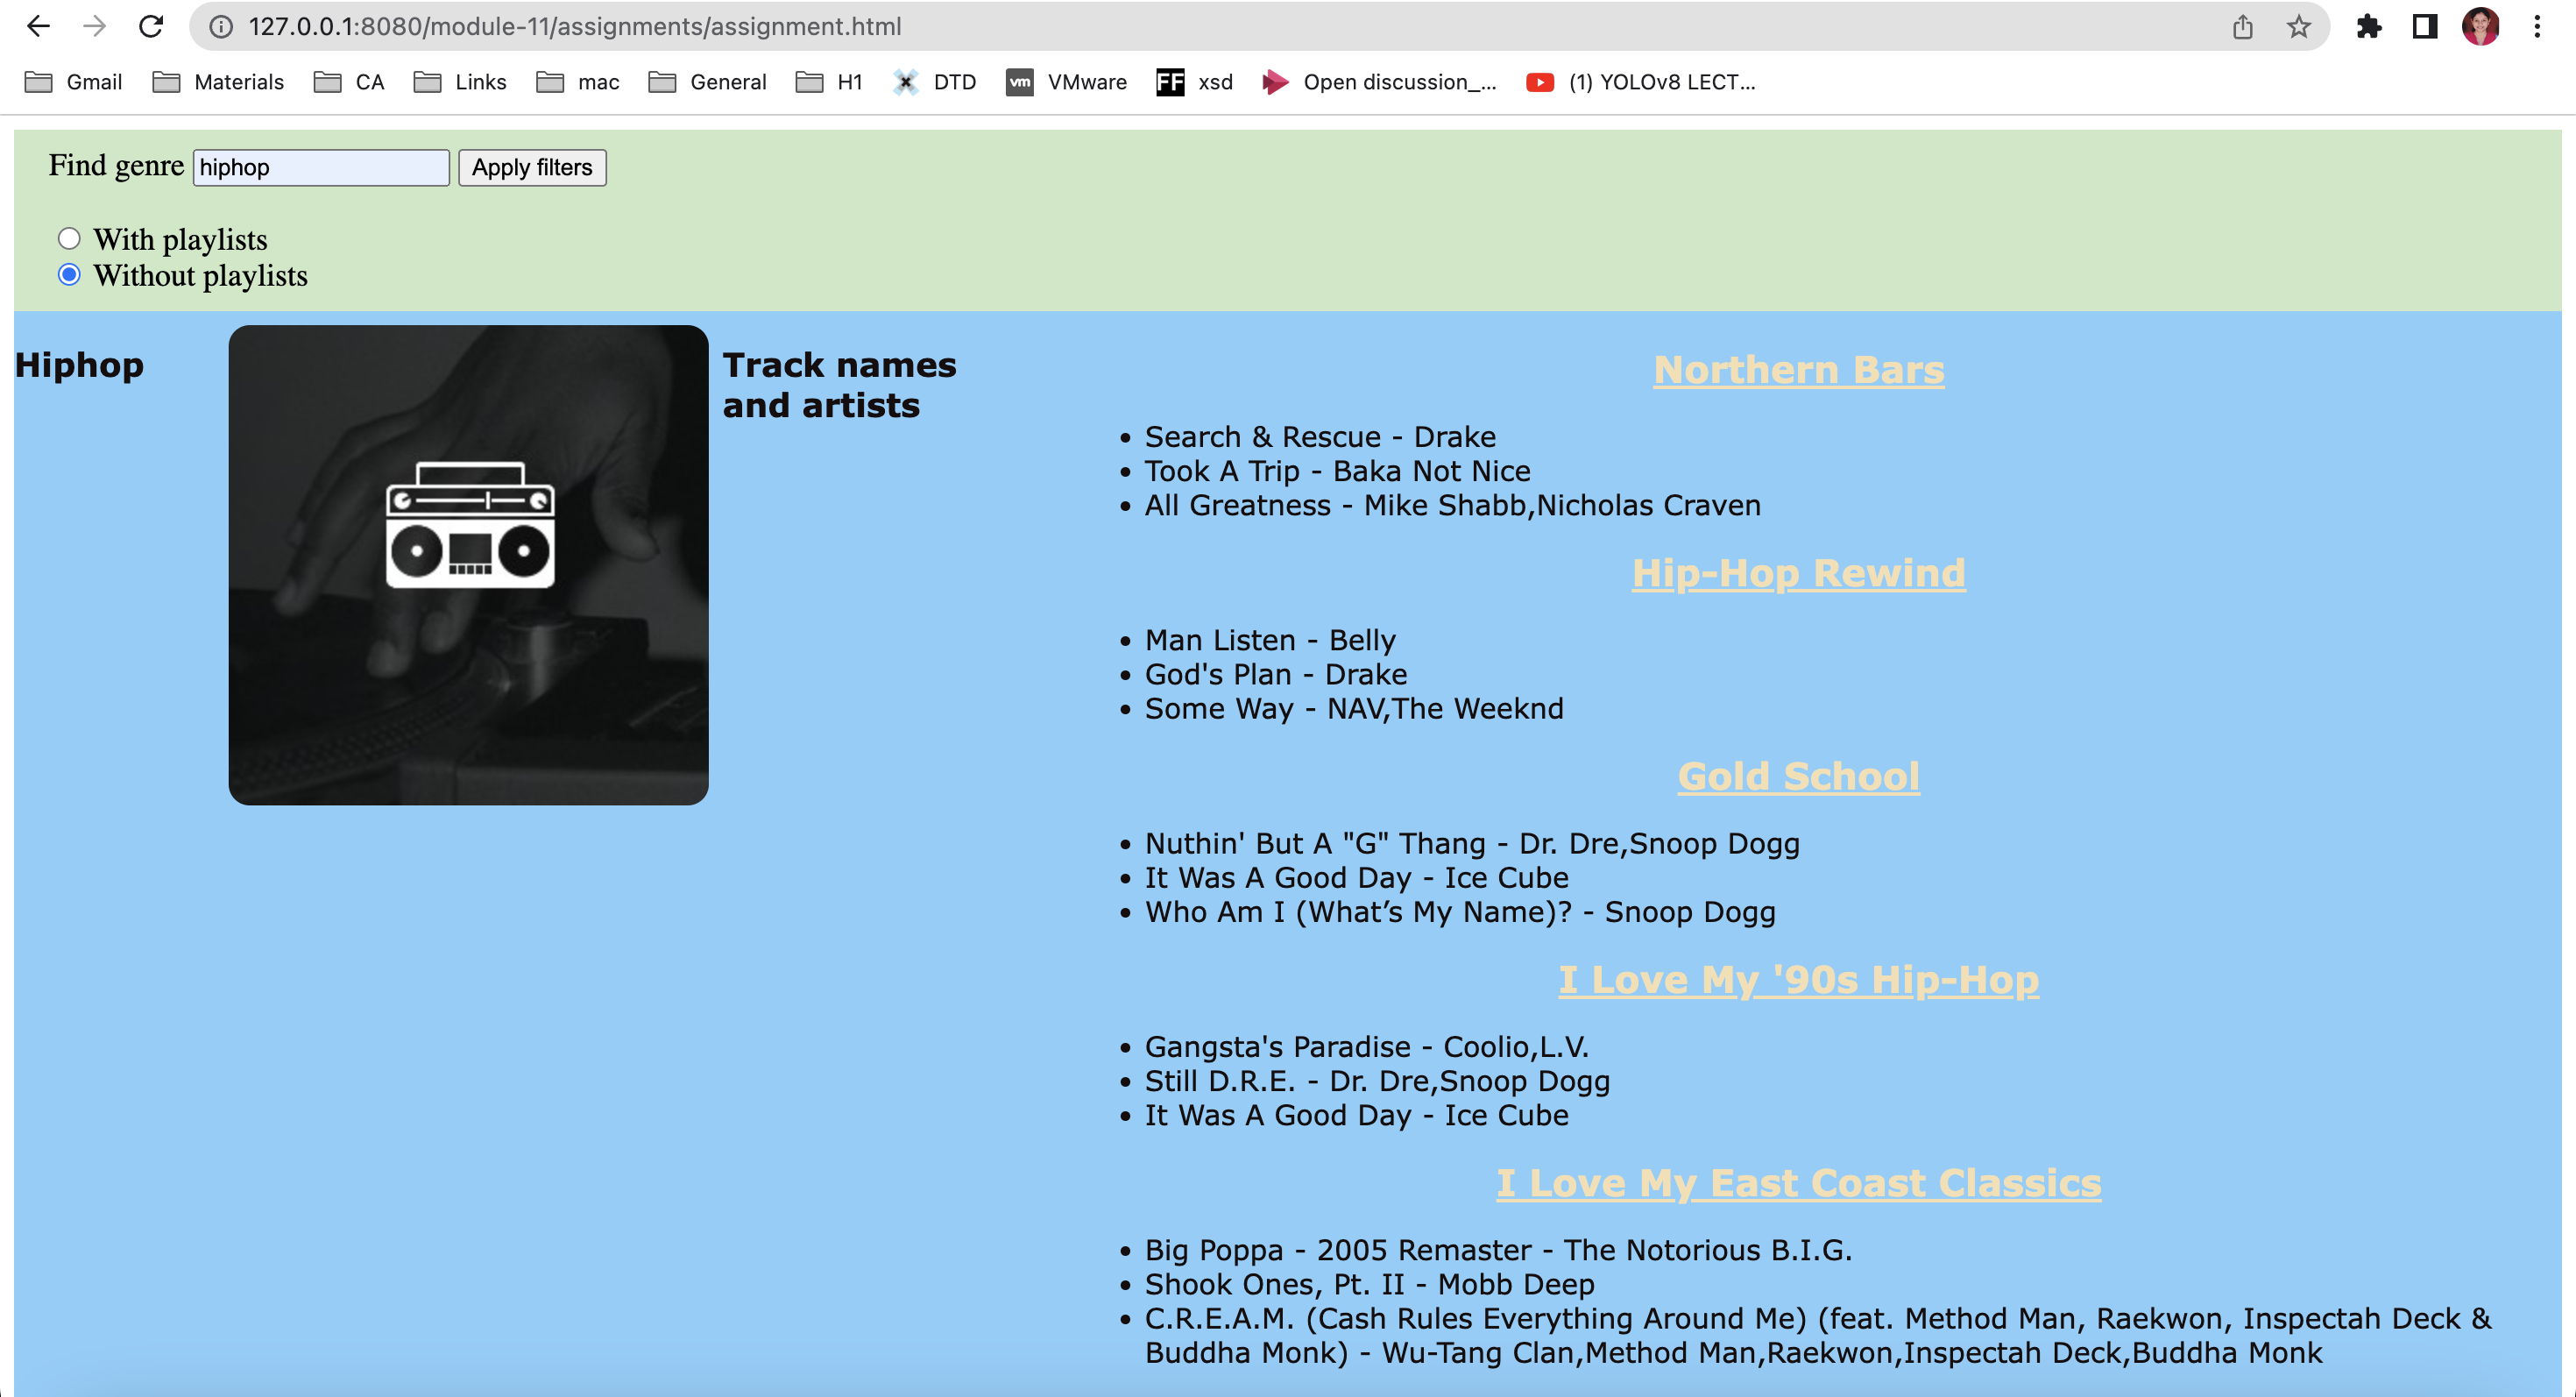 127.0.0.1:8080/module-11/assignments/assignment.html
Gmail Materials CA Links mac General H1 DTD vm VMware FF xsd Open discussion_... (1) YOLOv8 LECT...
Find genre hiphop Apply filters
With playlists
Without playlists
Hiphop
Track names
and artists
Northern Bars
Search & Rescue - Drake
Took A Trip - Baka Not Nice
All Greatness - Mike Shabb,Nicholas Craven
Hip-Hop Rewind
Man Listen - Belly
God's Plan - Drake
Some Way - NAV,The Weeknd
Gold School
Nuthin' But A "G" Thang - Dr. Dre,Snoop Dogg
It Was A Good Day - Ice Cube
Who Am I (What’s My Name)? - Snoop Dogg
I Love My '90s Hip-Hop
Gangsta's Paradise - Coolio,L.V.
Still D.R.E. - Dr. Dre,Snoop Dogg
It Was A Good Day - Ice Cube
I Love My East Coast Classics
Big Poppa - 2005 Remaster - The Notorious B.I.G.
Shook Ones, Pt. II - Mobb Deep
C.R.E.A.M. (Cash Rules Everything Around Me) (feat. Method Man, Raekwon, Inspectah Deck &
Buddha Monk) - Wu-Tang Clan,Method Man,Raekwon,Inspectah Deck,Buddha Monk